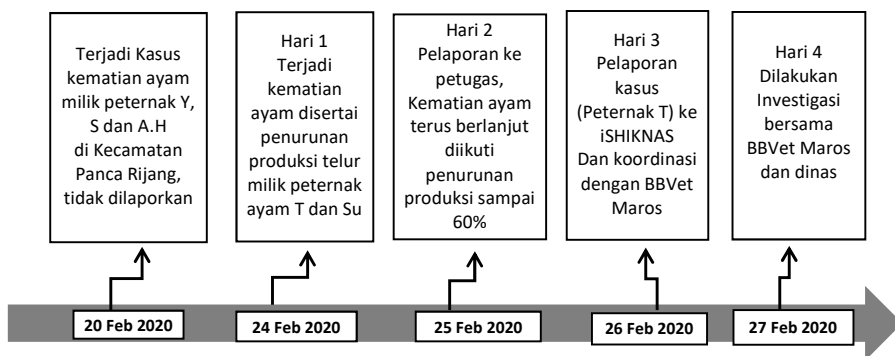 Terjadi Kasus
kematian ayam
milik peternak Y,
S dan A.H
di Kecamatan
Panca Rijang,
tidak dilaporkan
Hari 1
Terjadi
kematian
ayam disertai
penurunan
produksi telur
milik peternak
ayam T dan Su
Hari 2
Pelaporan ke
petugas,
Kematian ayam
terus berlanjut
diikuti
penurunan
produksi sampai
60%
Hari 3
Pelaporan
kasus
(Peternak T) ke
iSHIKNAS
Dan koordinasi
dengan BBVet
Maros
Hari 4
Dilakukan
Investigasi
bersama
BBVet Maros
dan dinas
20 Feb 2020
24 Feb 2020
25 Feb 2020
26 Feb 2020
27 Feb 2020